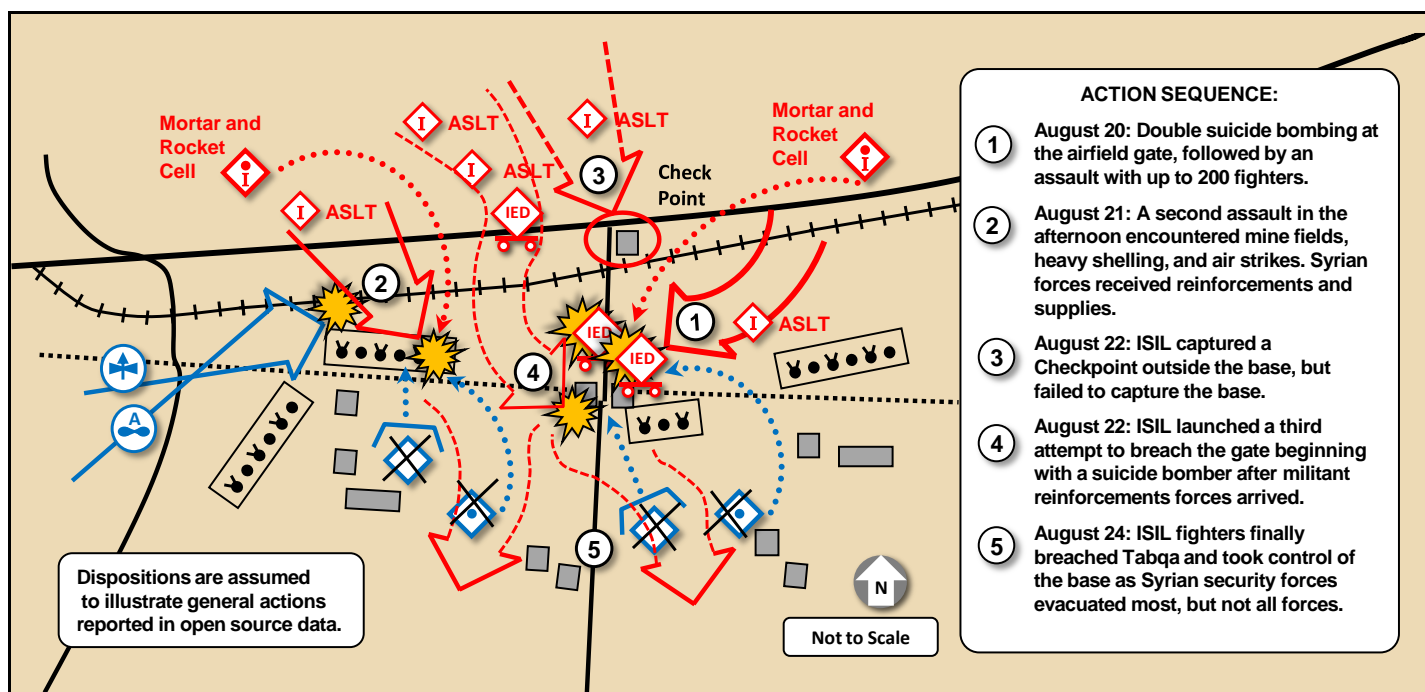 Mortar and
Rocket
Cell
I
I
ASLT
I
ASLT
I
ASLT
I
ASLT
IED
3
Check
Point
Mortar and
Rocket
Cell
I
2
A
1
I
ASLT
IED
IED
4
5
N
Not to Scale
Dispositions are assumed
to illustrate general actions
reported in open source data.
ACTION SEQUENCE:
1
August 20: Double suicide bombing at
the airfield gate, followed by an
assault with up to 200 fighters.
2
August 21: A second assault in the
afternoon encountered mine fields,
heavy shelling, and air strikes. Syrian
forces received reinforcements and
supplies.
3
August 22: ISIL captured a
Checkpoint outside the base, but
failed to capture the base.
4
August 22: ISIL launched a third
attempt to breach the gate beginning
with a suicide bomber after militant
reinforcements forces arrived.
5
August 24: ISIL fighters finally
breached Tabqa and took control of
the base as Syrian security forces
evacuated most, but not all forces.